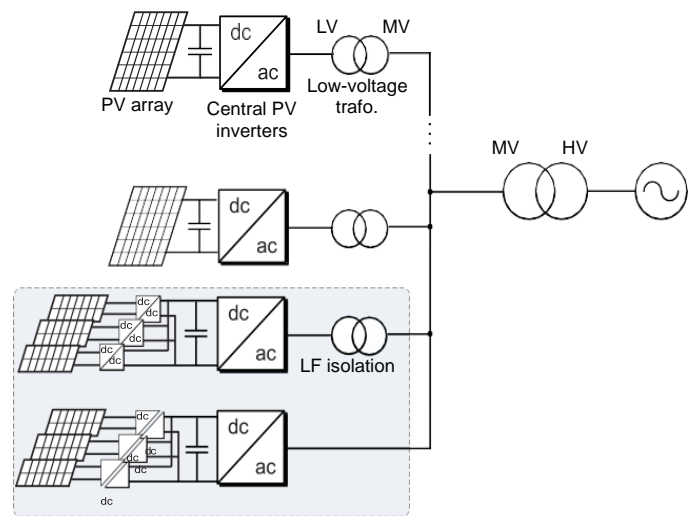 LV MV
dc
ac
PV array
Central PV
inverters
Low-voltage
trafo.
MV HV
dc
ac
dc
dc
dc
dc
dc
dc
dc
ac
LF isolation
dc
dc
dc
dc
dc
dc
ac